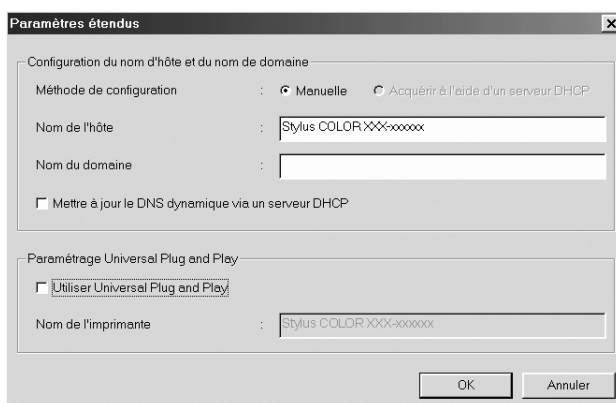 Paramètres étendus
Configuration du nom d'hôte et du nom de domaine
Méthode de configuration : Manuelle Acquérir à l'aide d'un serveur DHCP
Nom de l'hôte : Stylus COLOR XXX-xxxxxx
Nom du domaine :
Mettre à jour le DNS dynamique via un serveur DHCP
Paramétrage Universal Plug and Play
Utiliser Universal Plug and Play
Nom de l'imprimante : Stylus COLOR XXX-xxxxxx
OK Annuler